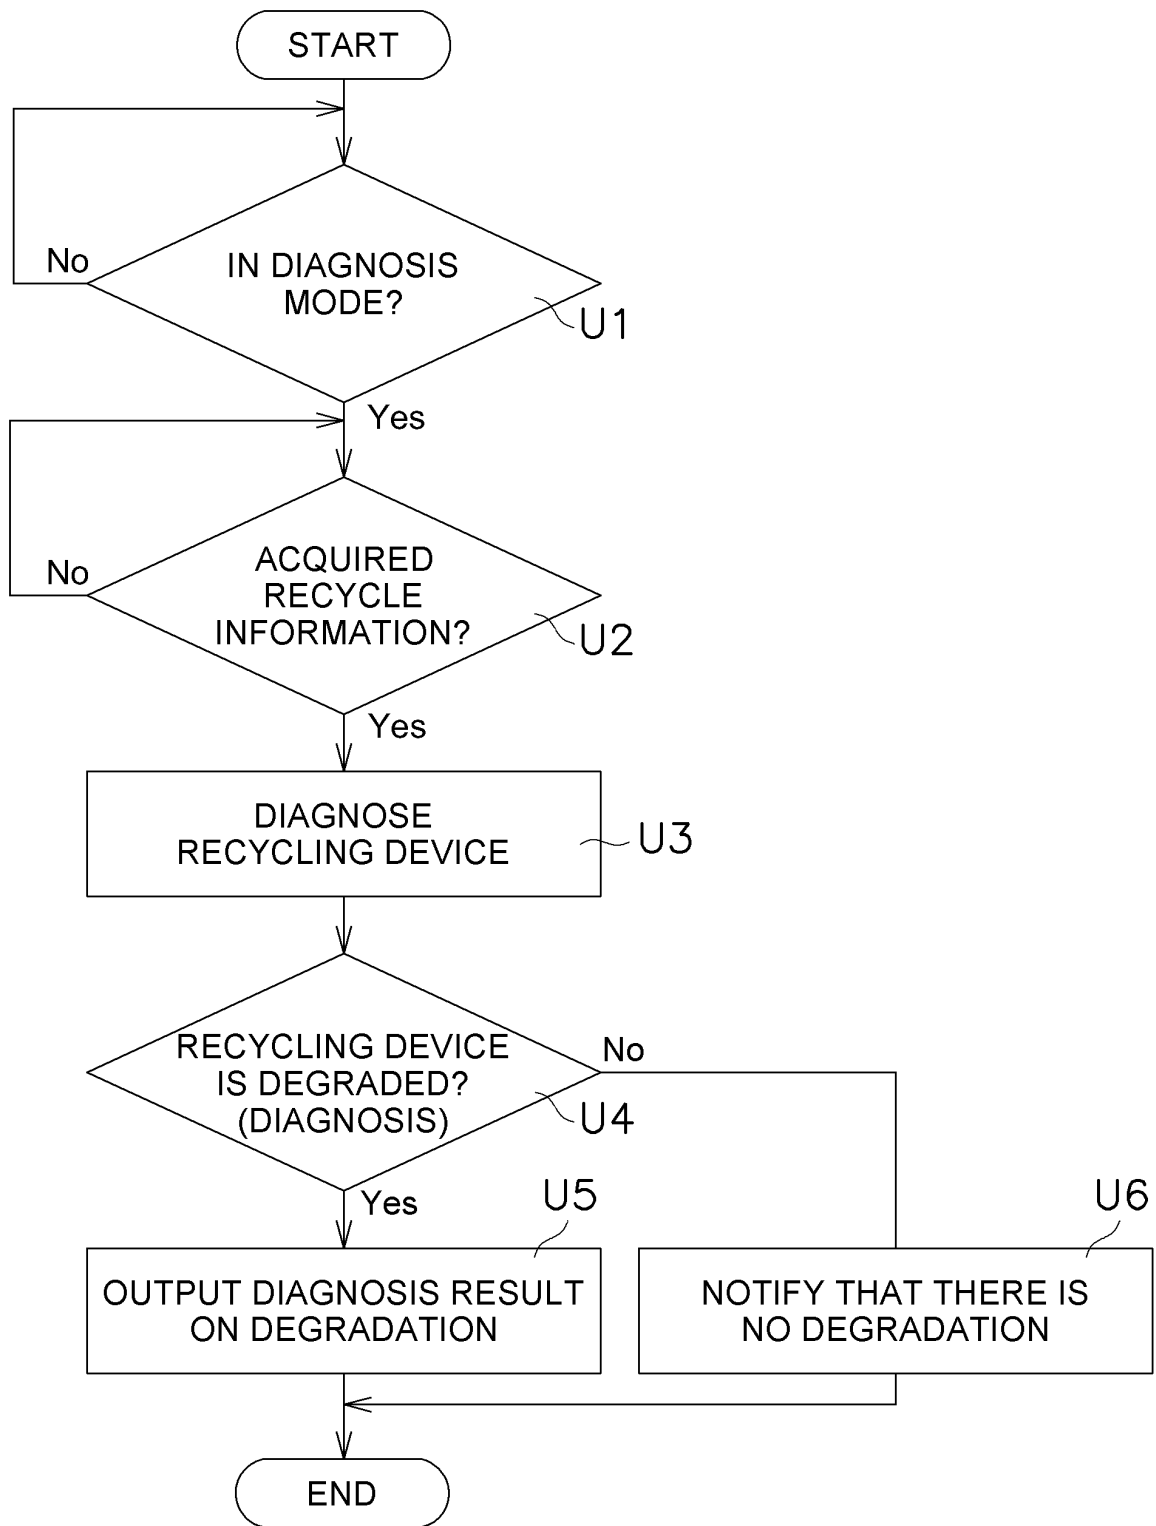 START
No
IN DIAGNOSIS
MODE?
U1
Yes
No
ACQUIRED
RECYCLE
INFORMATION?
U2
Yes
DIAGNOSE
RECYCLING DEVICE
U3
RECYCLING DEVICE
IS DEGRADED?
(DIAGNOSIS)
No
U4
Yes
U5
U6
OUTPUT DIAGNOSIS RESULT
ON DEGRADATION
NOTIFY THAT THERE IS
NO DEGRADATION
END